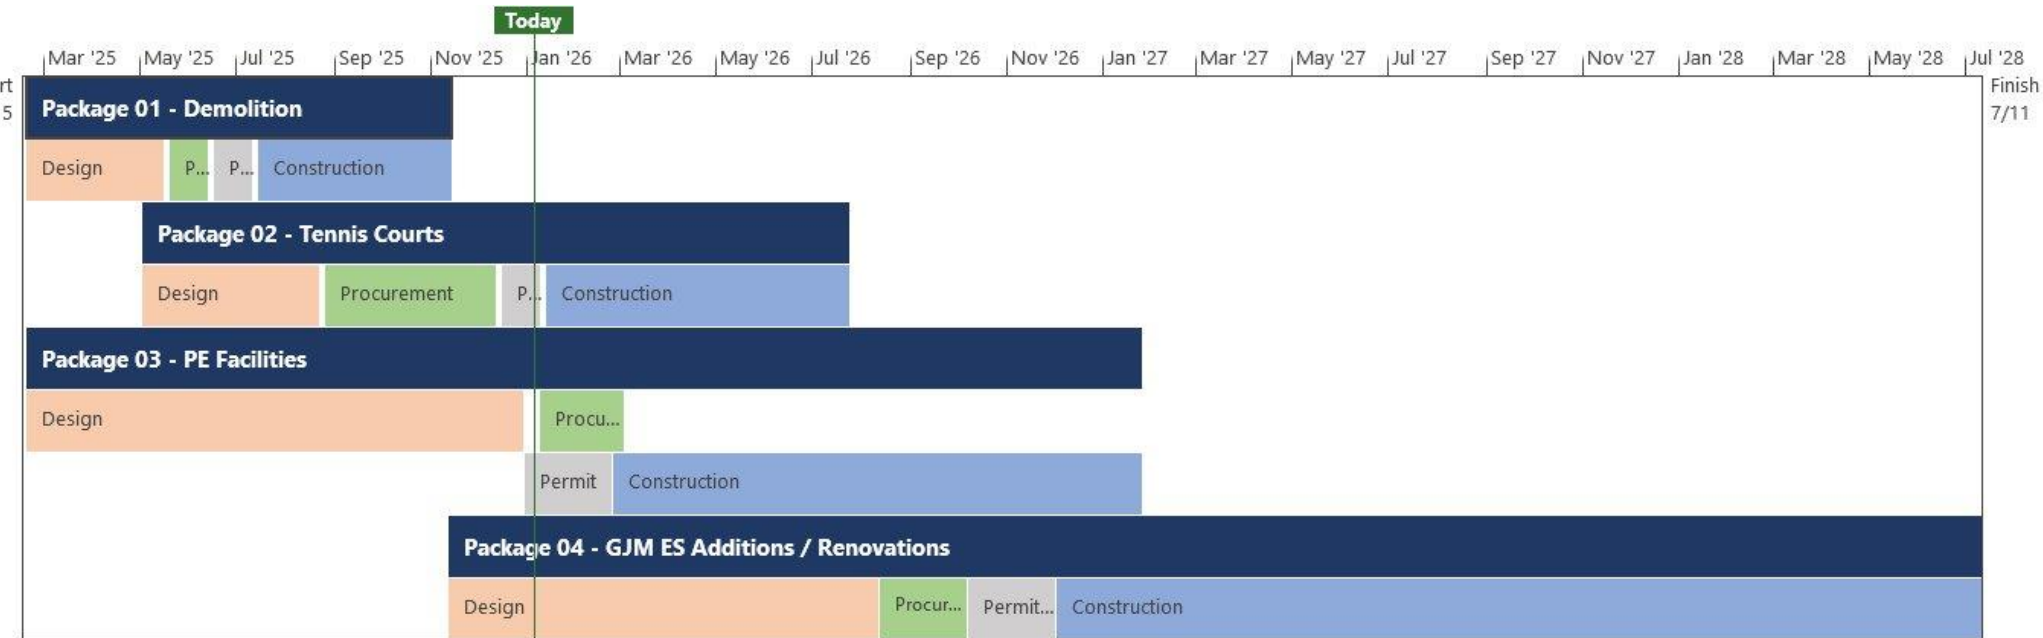 Today
Mar '25 May '25 Jul '25 Sep '25 Nov '25 Jan '26 Mar '26 May '26 Jul '26 Sep '26 Nov '26 Jan '27 Mar '27 May '27 Jul '27 Sep '27 Nov '27 Jan '28 Mar '28 May '28 Jul '28
rt
5
Finish
7/11
Package 01 - Demolition
Design P... P... Construction
Package 02 - Tennis Courts
Design Procurement P... Construction
Package 03 - PE Facilities
Design Procu...
Permit Construction
Package 04 - GJM ES Additions / Renovations
Design Procur... Permit... Construction